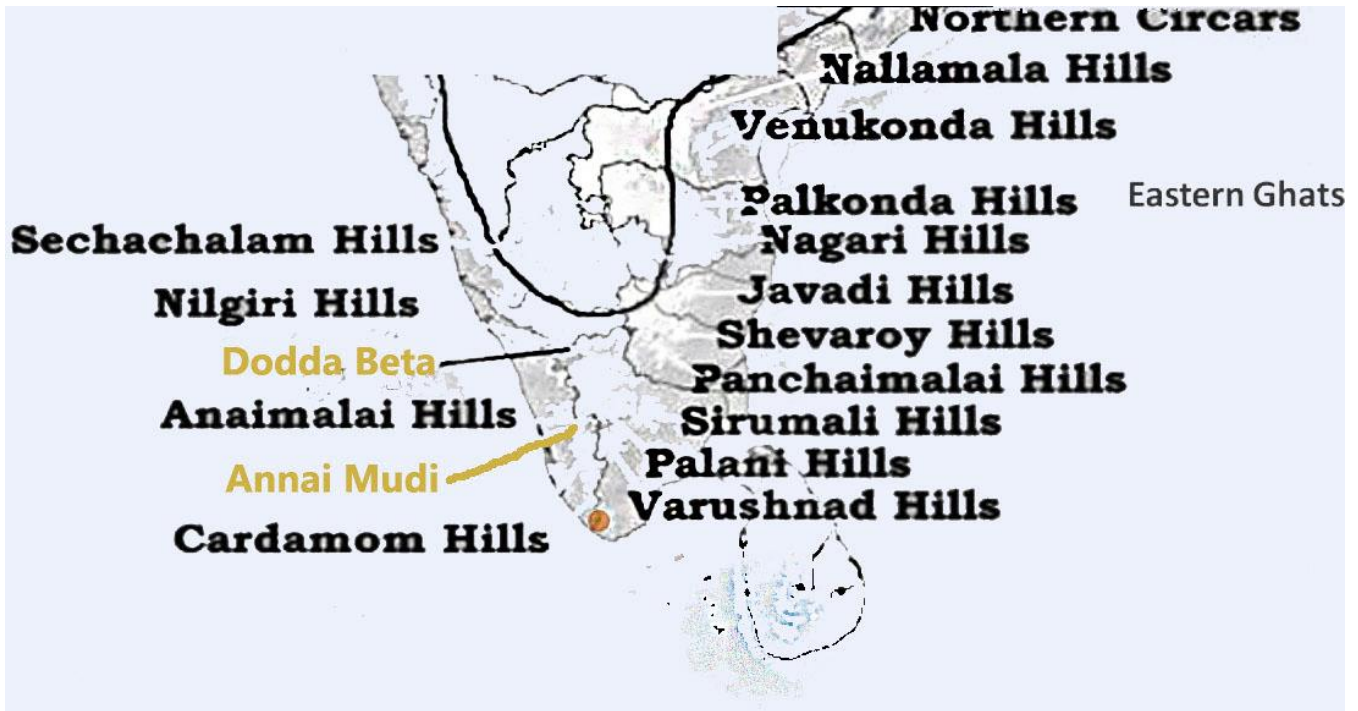 Northern Circars
Nallamala Hills
Venukonda Hills
Palkonda Hills
Eastern Ghats
Sechachalam Hills
Nagari Hills
Nilgiri Hills
Javadi Hills
Shevaroy Hills
Dodda Beta
Panchaimalai Hills
Anaimalai Hills
Sirumali Hills
Annai Mudi
Palani Hills
Varushnad Hills
Cardamom Hills